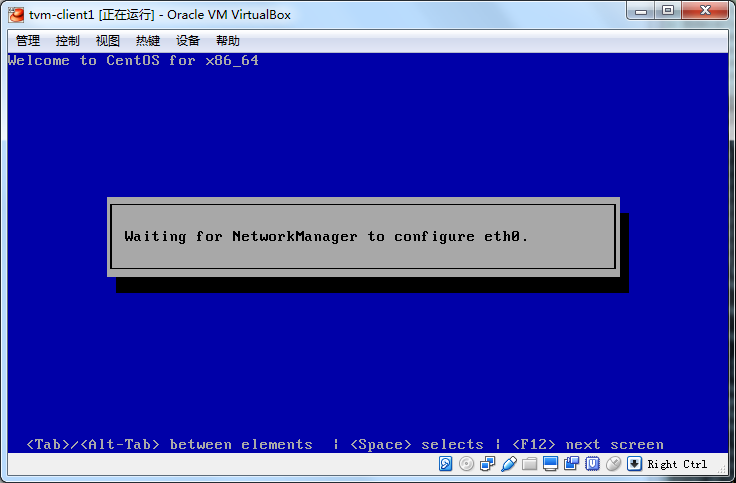 tvm-client1 [正在运行] - Oracle VM VirtualBox
管理 控制 视图 热键 设备 帮助
Welcome to CentOS for x86_64
Waiting for NetworkManager to configure eth0.
<Tab>/<Alt-Tab> between elements | <Space> selects | <F12> next screen
Right Ctrl